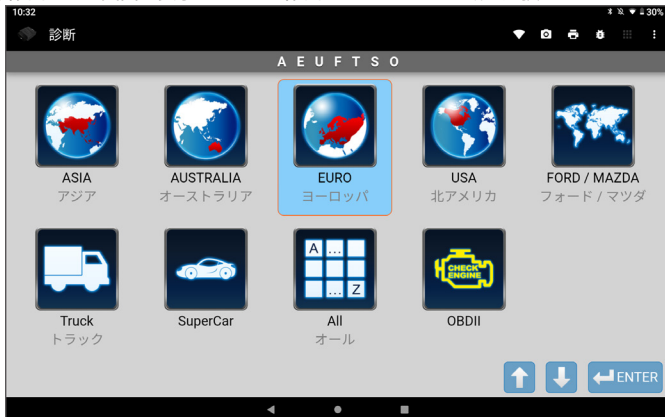 10:32
30%
診断
A E U F T S O
ASIA
アジア
AUSTRALIA
オーストラリア
EURO
ヨーロッパ
USA
北アメリカ
FORD / MAZDA
フォード / マツダ
Truck
トラック
SuperCar
A ...
... Z
All
オール
CHECK
ENGINE
OBDII
ENTER